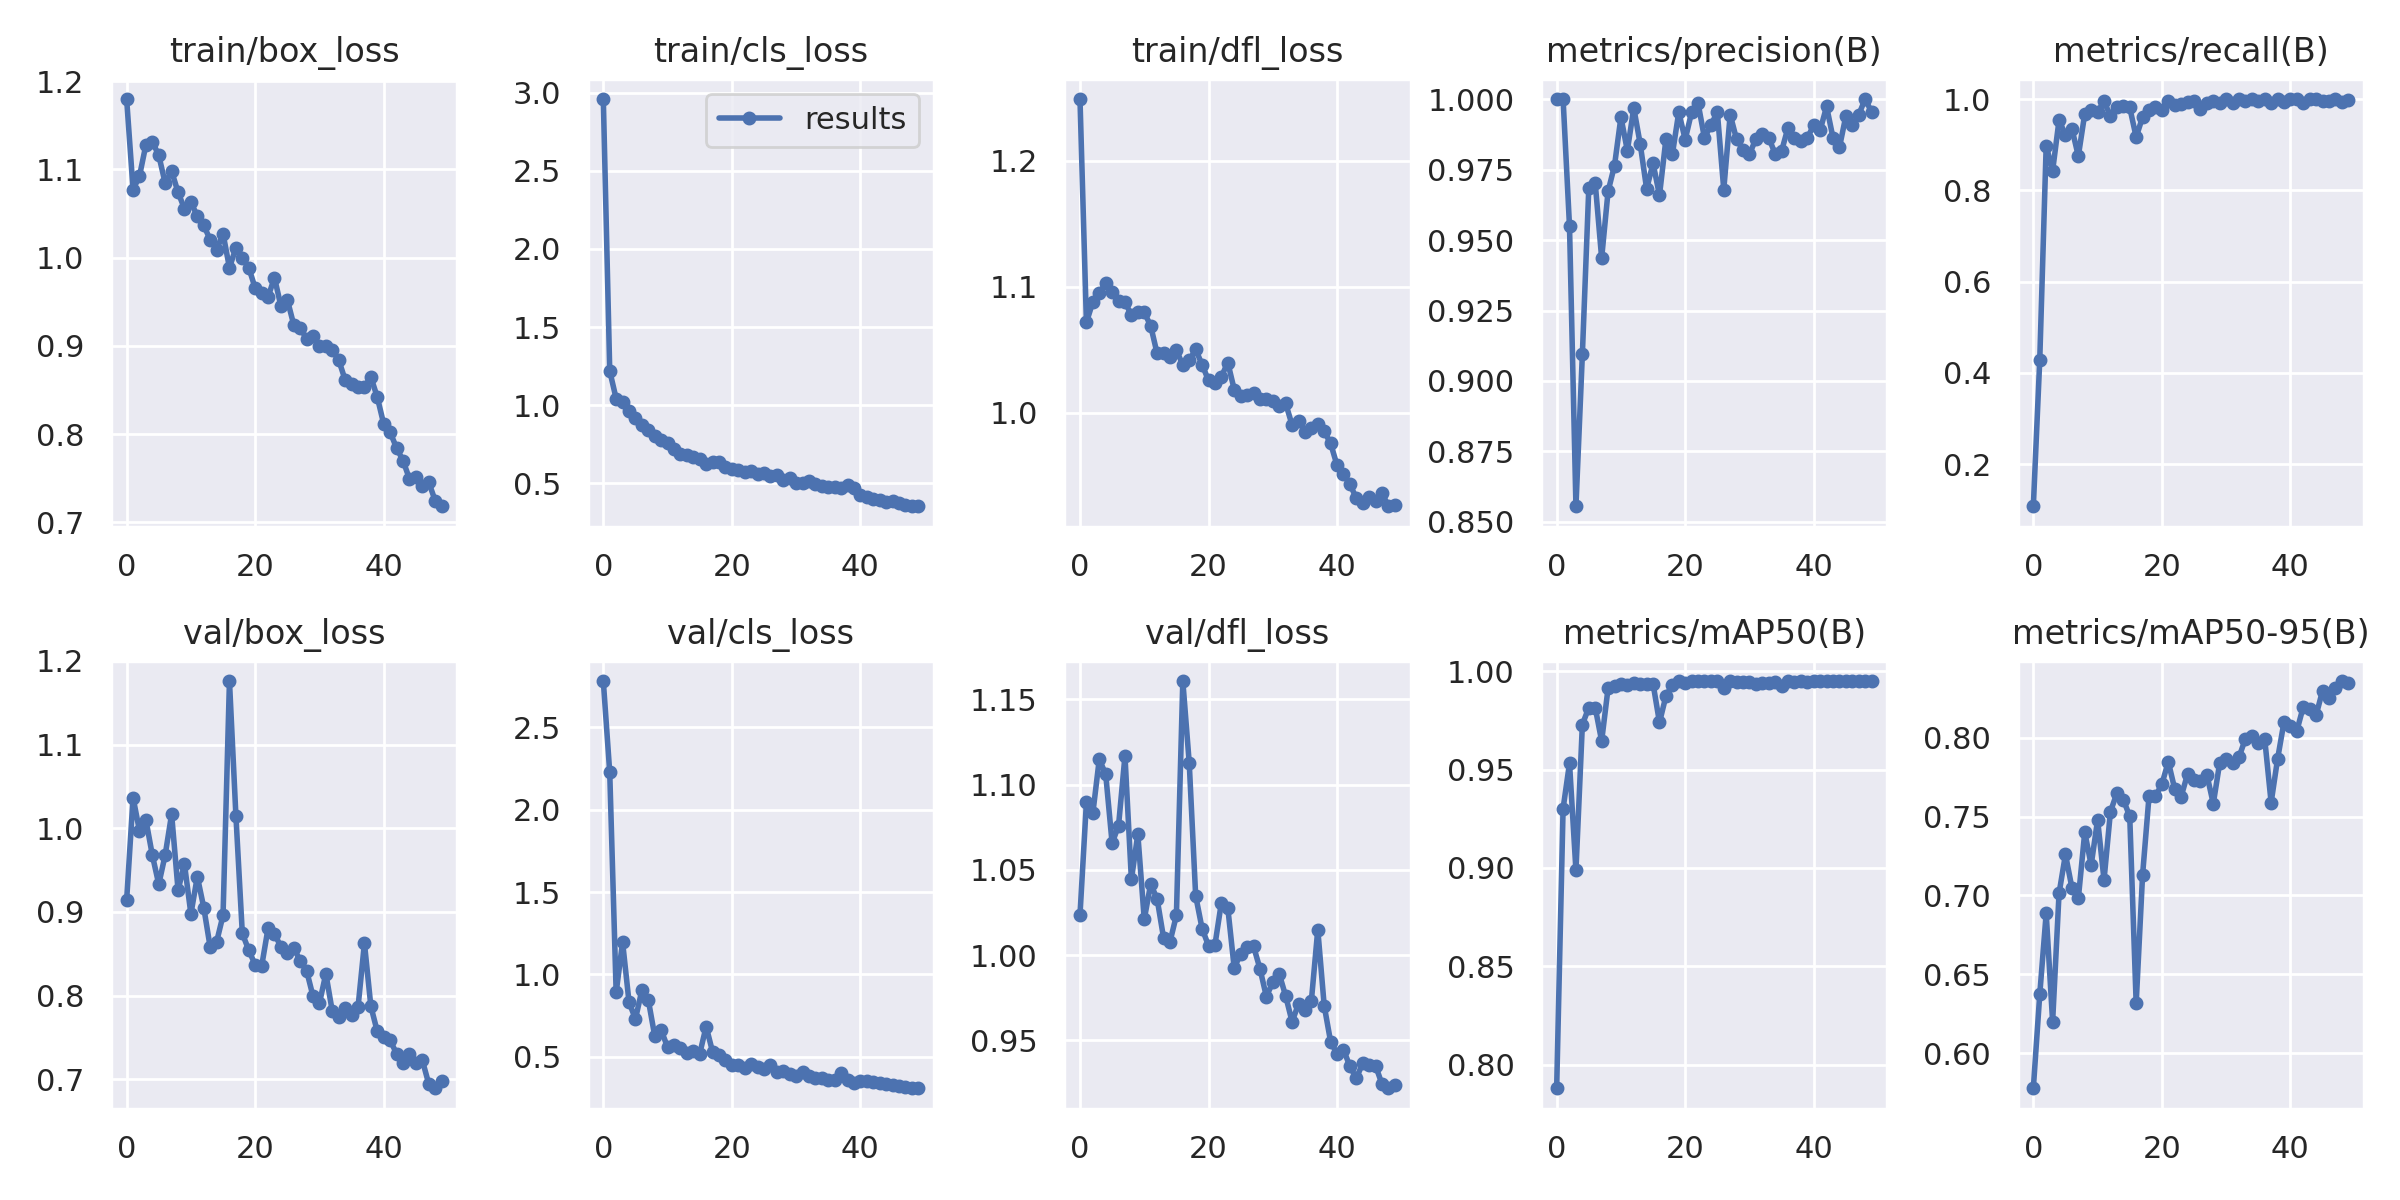 train/box_loss
1.2
1.1
1.0
0.9
0.8
0.7
0 20 40
train/cls_loss
3.0
2.5
2.0
1.5
1.0
0.5
results
0 20 40
train/dfl_loss
1.2
1.1
1.0
0 20 40
metrics/precision(B)
1.000
0.975
0.950
0.925
0.900
0.875
0.850
0 20 40
metrics/recall(B)
1.0
0.8
0.6
0.4
0.2
0 20 40
val/box_loss
1.2
1.1
1.0
0.9
0.8
0.7
0 20 40
val/cls_loss
2.5
2.0
1.5
1.0
0.5
0 20 40
val/dfl_loss
1.15
1.10
1.05
1.00
0.95
0 20 40
metrics/mAP50(B)
1.00
0.95
0.90
0.85
0.80
0 20 40
metrics/mAP50-95(B)
0.80
0.75
0.70
0.65
0.60
0 20 40